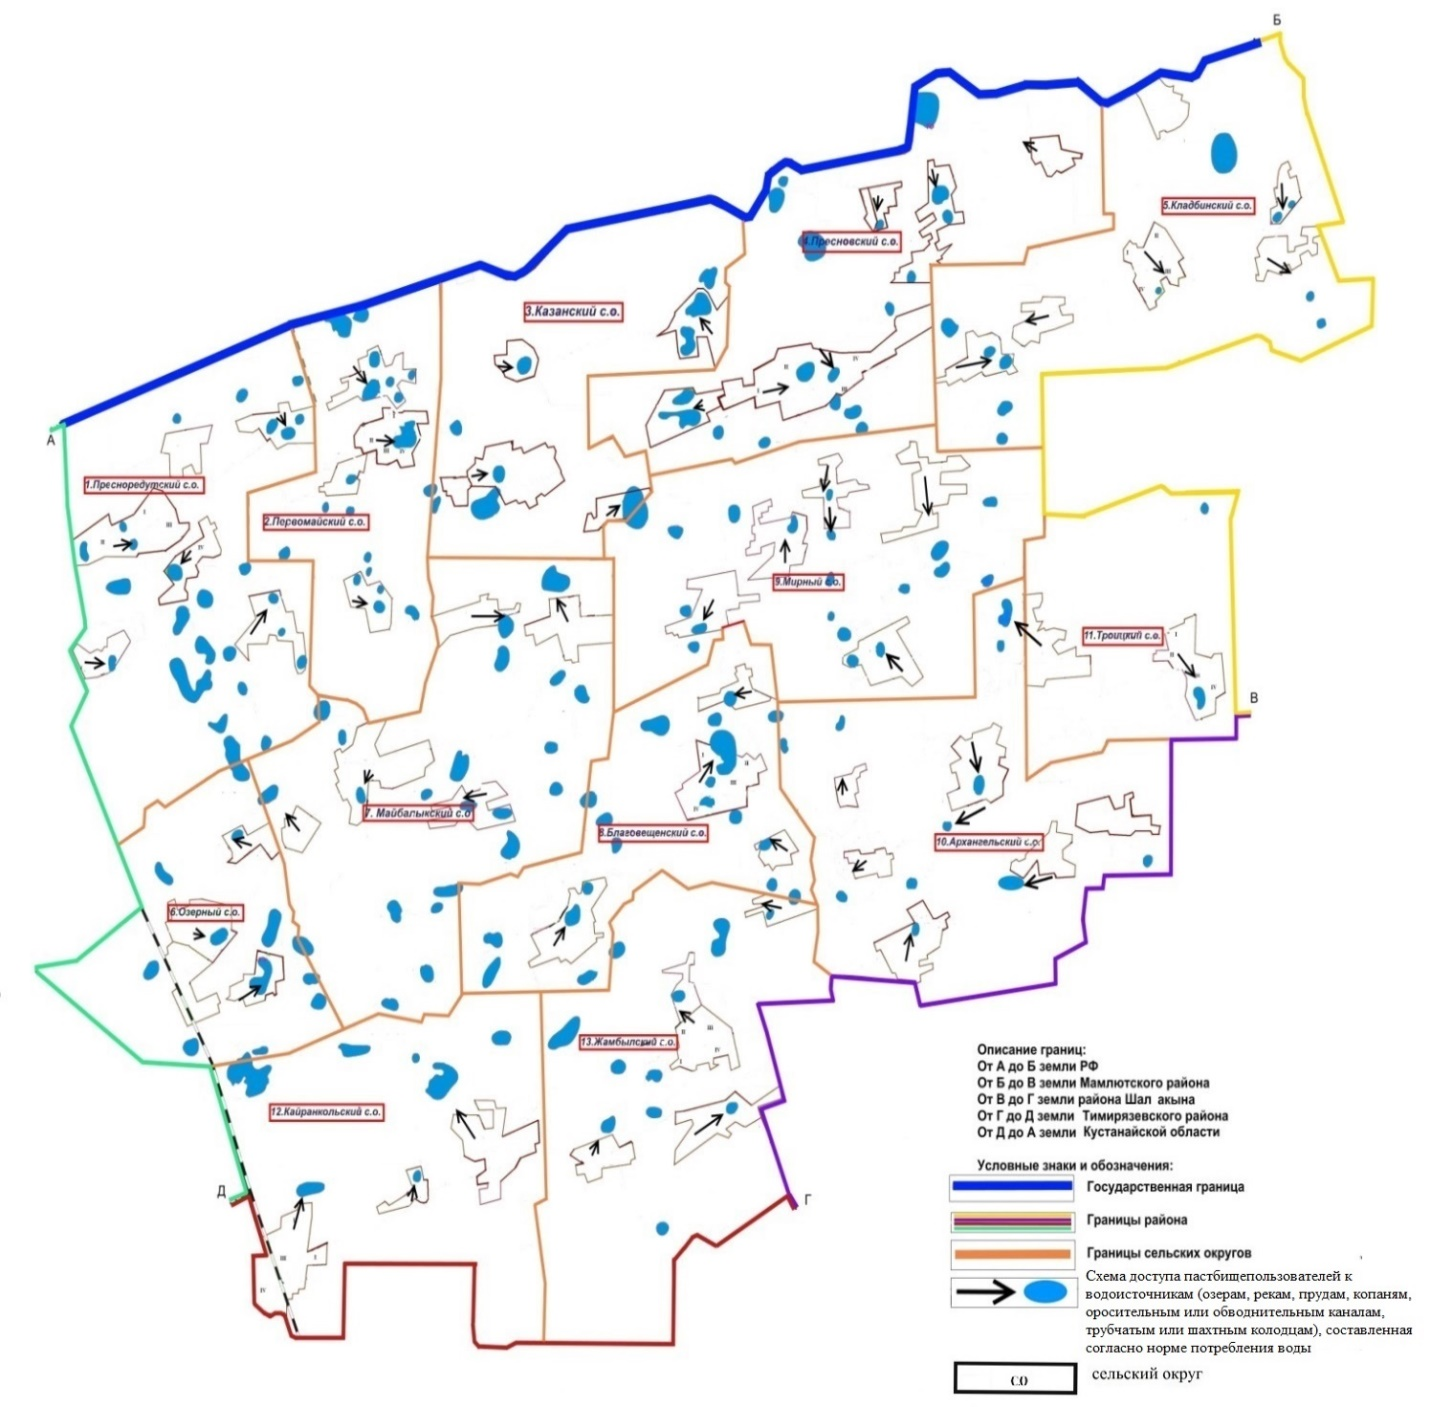 Б
5.Кладбинский с.о.
4.Пресновский с.о.
3.Казанский с.о.
А
1.Пресноредутский с.о.
2.Первомайский с.о.
9.Мирный с.о.
11.Троицкий с.о.
В
7. Майбалыкский с.о
8.Благовещенский с.о.
10.Архангельский с.о.
6.Озерный с.о.
13.Жамбылский с.о.
12.Кайранкольский с.о.
Д
Г
Описание границ:
От А до Б земли РФ
От Б до В земли Мамлютского района
От В до Г земли района Шал акына
От Г до Д земли Тимирязевского района
От Д до А земли Кустанайской области
Условные знаки и обозначения:
Государственная граница
Границы района
Границы сельских округов
Схема доступа пастбищепользователей к
водоисточникам (озерам, рекам, прудам, копаням,
оросительным или обводнительным каналам,
трубчатым или шахтным колодцам), составленная
согласно норме потребления воды
со
сельский округ